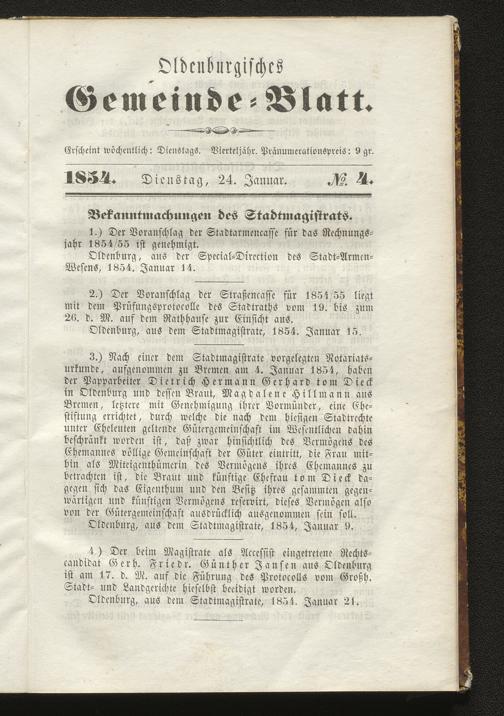 Oldenburgisches
Gemeinde-Blatt.
Erscheint wöchentlich: Dienstags. Vierteljähr. Pränumerationspreis: 9 gr.
1854. Dienstag, 24. Januar. №. 4.
Bekanntmachungen des Stadtmagistrats.
1.) Der Voranschlag der Stadtarmencasse für das Rechnungs-
jahr 1854/55 ist genehmigt.
Oldenburg, aus der Special-Direction des Stadt-Armen-
Wesens, 1854. Januar 14.
2.) Der Voranschlag der Straßencasse für 1854/55 liegt
mit dem Prüfungsprotocolle des Stadtraths vom 19. bis zum
26. d. M. auf dem Rathhause zur Einsicht aus.
Oldenburg, aus dem Stadtmagistrate, 1854. Januar 15.
3.) Nach einer dem Stadtmagistrate vorgelegten Notariats-
urkunde, aufgenommen zu Bremen am 4. Januar 1854, haben
der Papparbeiter Dietrich Hermann Gerhard tom Dieck
in Oldenburg und dessen Braut, Magdalene Hillmann aus
Bremen, letztere mit Genehmigung ihrer Vormünder, eine Ehe-
stiftung errichtet, durch welche die nach dem hiesigen Stadtrechte
unter Eheleuten geltende Gütergemeinschaft im Wesentlichen dahin
beschränkt worden ist, daß zwar hinsichtlich des Vermögens des
Ehemannes völlige Gemeinschaft der Güter eintritt, die Frau mit-
hin als Miteigenthümerin des Vermögens ihres Ehemannes zu
betrachten ist, die Braut und künftige Ehefrau tom Dieck da-
gegen sich das Eigenthum und den Besitz ihres gesammten gegen-
wärtigen und künftigen Vermögens reservirt, dieses Vermögen also
von der Gütergemeinschaft ausdrücklich ausgenommen sein soll.
Oldenburg, aus dem Stadtmagistrate, 1854, Januar 9.
4.) Der beim Magistrate als Accessist eingetretene Rechts-
candidat Gerh. Friedr. Günther Jansen aus Oldenburg
ist am 17. d. M. auf die Führung des Protocolls vom Großh.
Stadt- und Landgerichte hieselbst beeidigt worden.
Oldenburg, aus dem Stadtmagistrate, 1854. Januar 21.